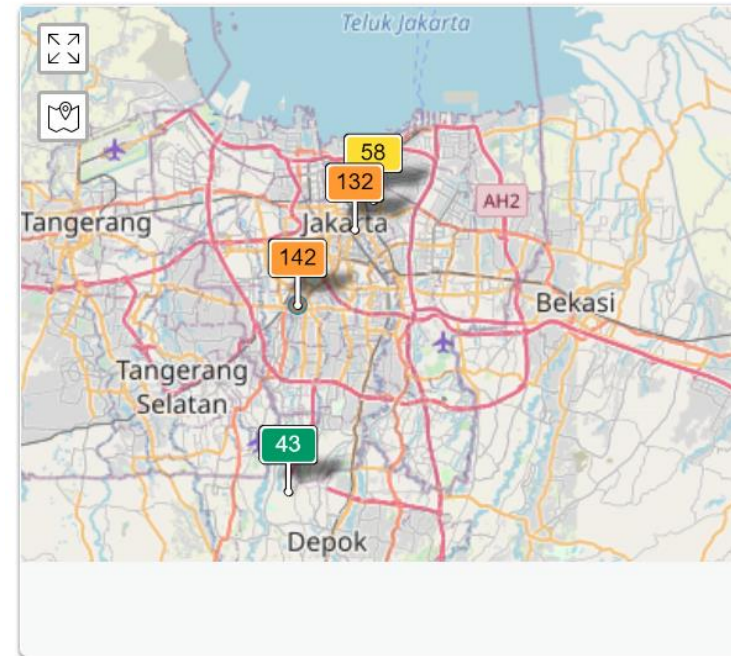 Teluk Jakarta
58
132
AH2
Tangerang
Jakarta
142
Bekasi
Tangerang
Selatan
43
Depok